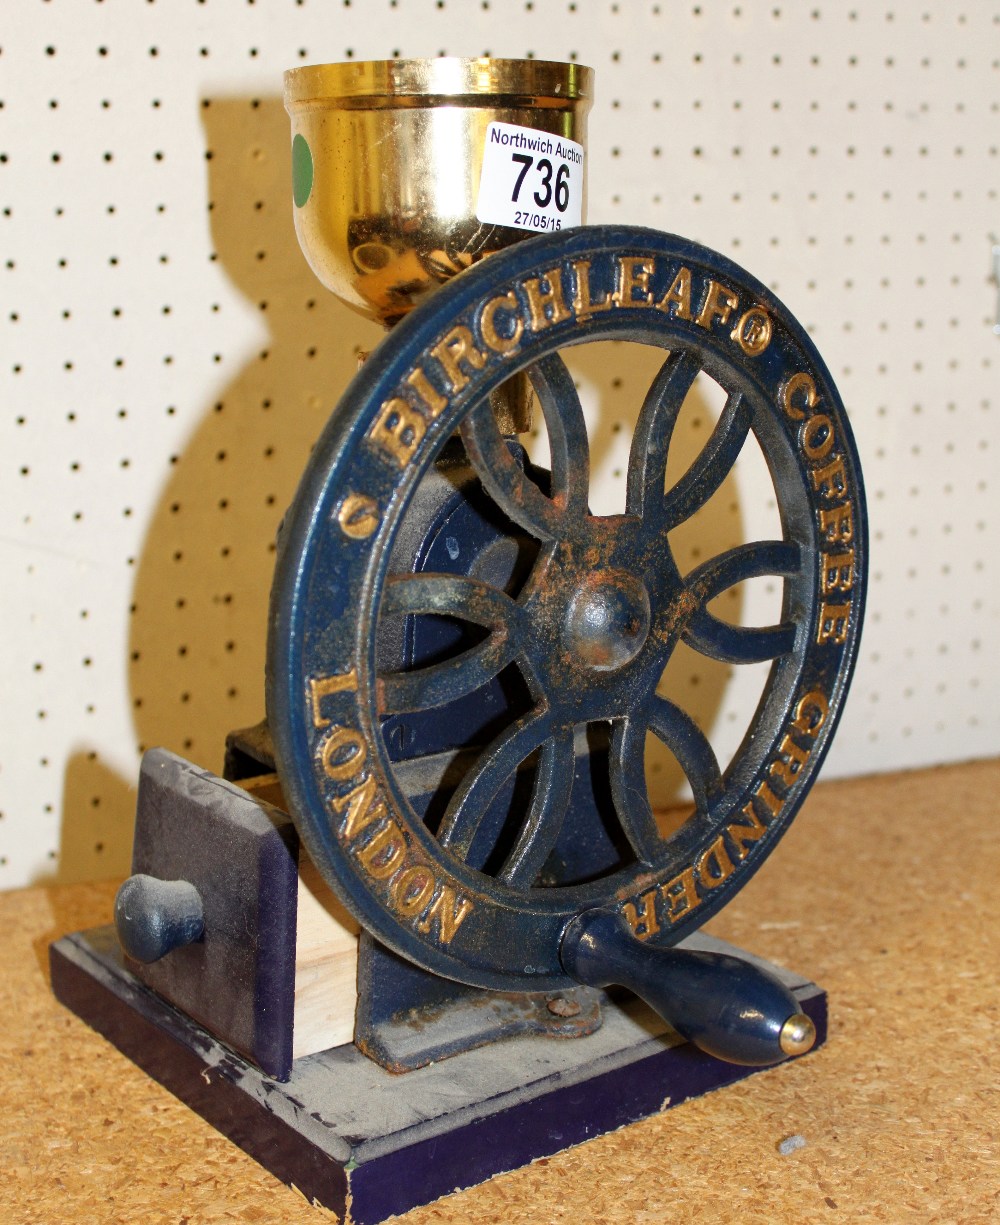 Northwich Auction
736
27/05/15
BIRCHLEAF® COFFEE GRINDER
LONDON